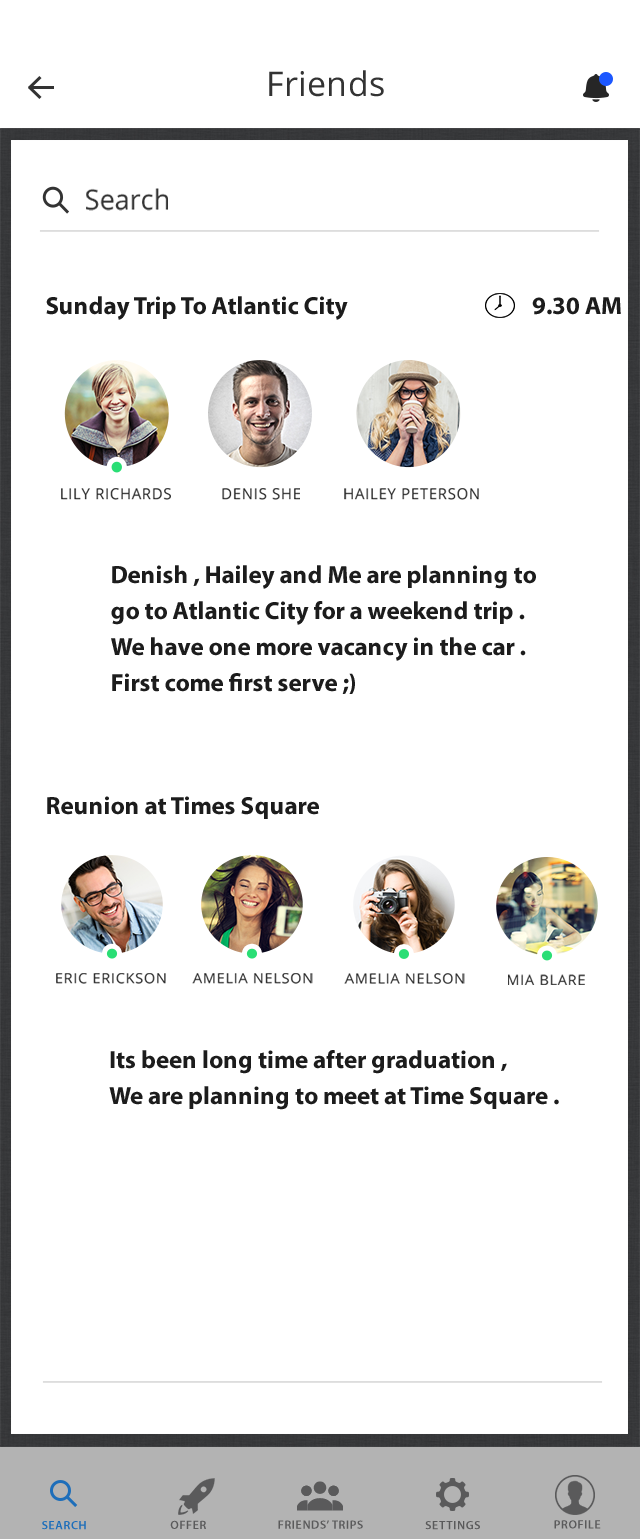 Friends
Search
Sunday Trip To Atlantic City 9.30 AM
LILY RICHARDS DENIS SHE HAILEY PETERSON
Denish , Hailey and Me are planning to
go to Atlantic City for a weekend trip .
We have one more vacancy in the car .
First come first serve ;)
Reunion at Times Square
ERIC ERICKSON AMELIA NELSON AMELIA NELSON MIA BLARE
Its been long time after graduation ,
We are planning to meet at Time Square .
SEARCH OFFER FRIENDS' TRIPS SETTINGS PROFILE